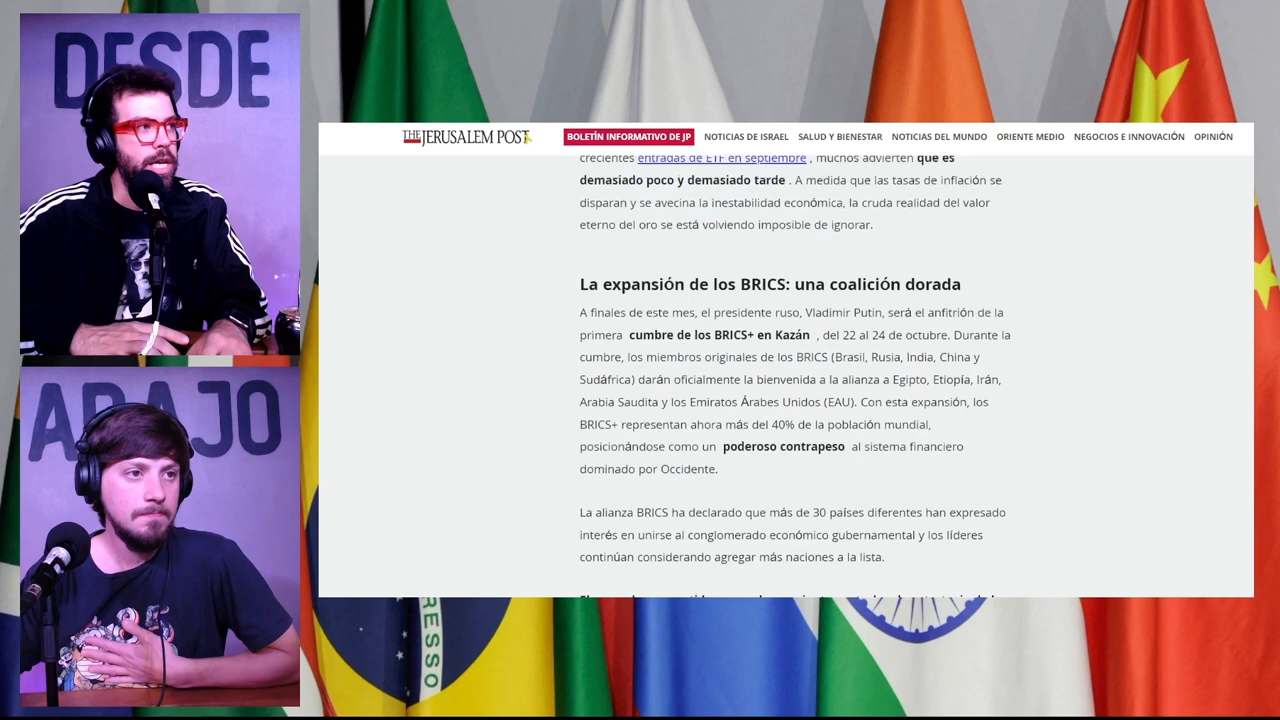 DESDE
ABAJO
THE JERUSALEM POST
BOLETÍN INFORMATIVO DE JP NOTICIAS DE ISRAEL SALUD Y BIENESTAR NOTICIAS DEL MUNDO ORIENTE MEDIO NEGOCIOS E INNOVACIÓN OPINIÓN
crecientes entradas de ETF en septiembre , muchos advierten que es
demasiado poco y demasiado tarde . A medida que las tasas de inflación se
disparan y se avecina la inestabilidad económica, la cruda realidad del valor
eterno del oro se está volviendo imposible de ignorar.
La expansión de los BRICS: una coalición dorada
A finales de este mes, el presidente ruso, Vladimir Putin, será el anfitrión de la
primera cumbre de los BRICS+ en Kazán , del 22 al 24 de octubre. Durante la
cumbre, los miembros originales de los BRICS (Brasil, Rusia, India, China y
Sudáfrica) darán oficialmente la bienvenida a la alianza a Egipto, Etiopía, Irán,
Arabia Saudita y los Emiratos Árabes Unidos (EAU). Con esta expansión, los
BRICS+ representan ahora más del 40% de la población mundial,
posicionándose como un poderoso contrapeso al sistema financiero
dominado por Occidente.
La alianza BRICS ha declarado que más de 30 países diferentes han expresado
interés en unirse al conglomerado económico gubernamental y los líderes
continúan considerando agregar más naciones a la lista.
RESSO